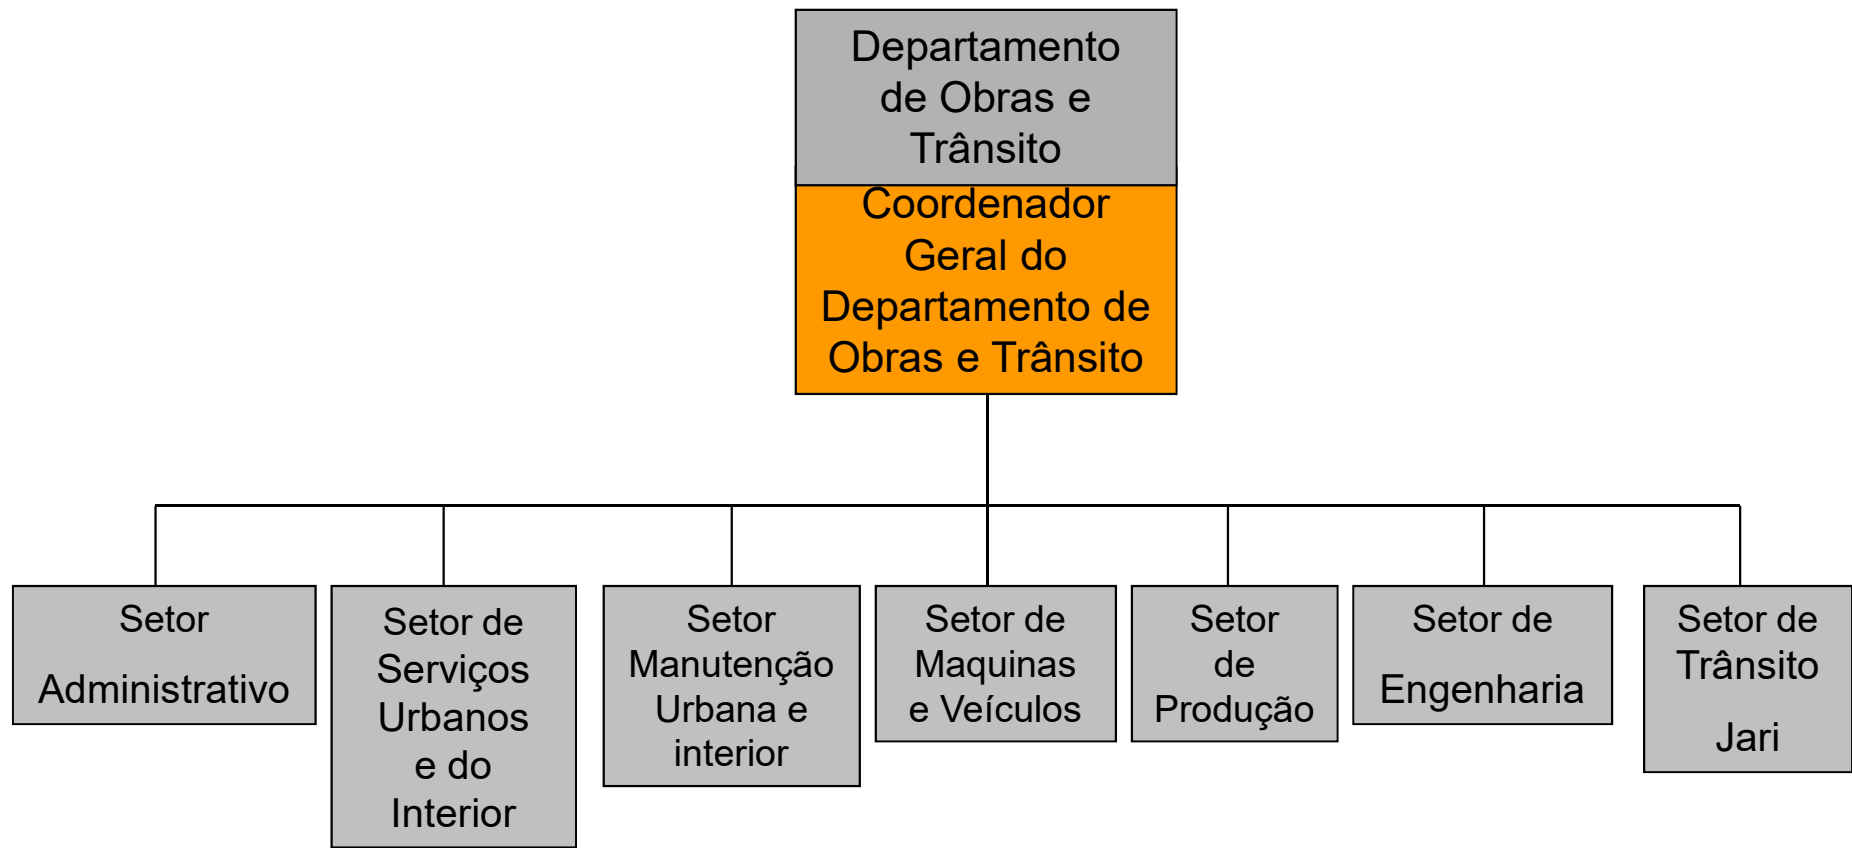 Departamento
de Obras e
Trânsito
Coordenador
Geral do
Departamento de
Obras e Trânsito
Setor
Administrativo
Setor de
Serviços
Urbanos
e do
Interior
Setor
Manutenção
Urbana e
interior
Setor de
Maquinas
e Veículos
Setor
de
Produção
Setor de
Engenharia
Setor de
Trânsito
Jari